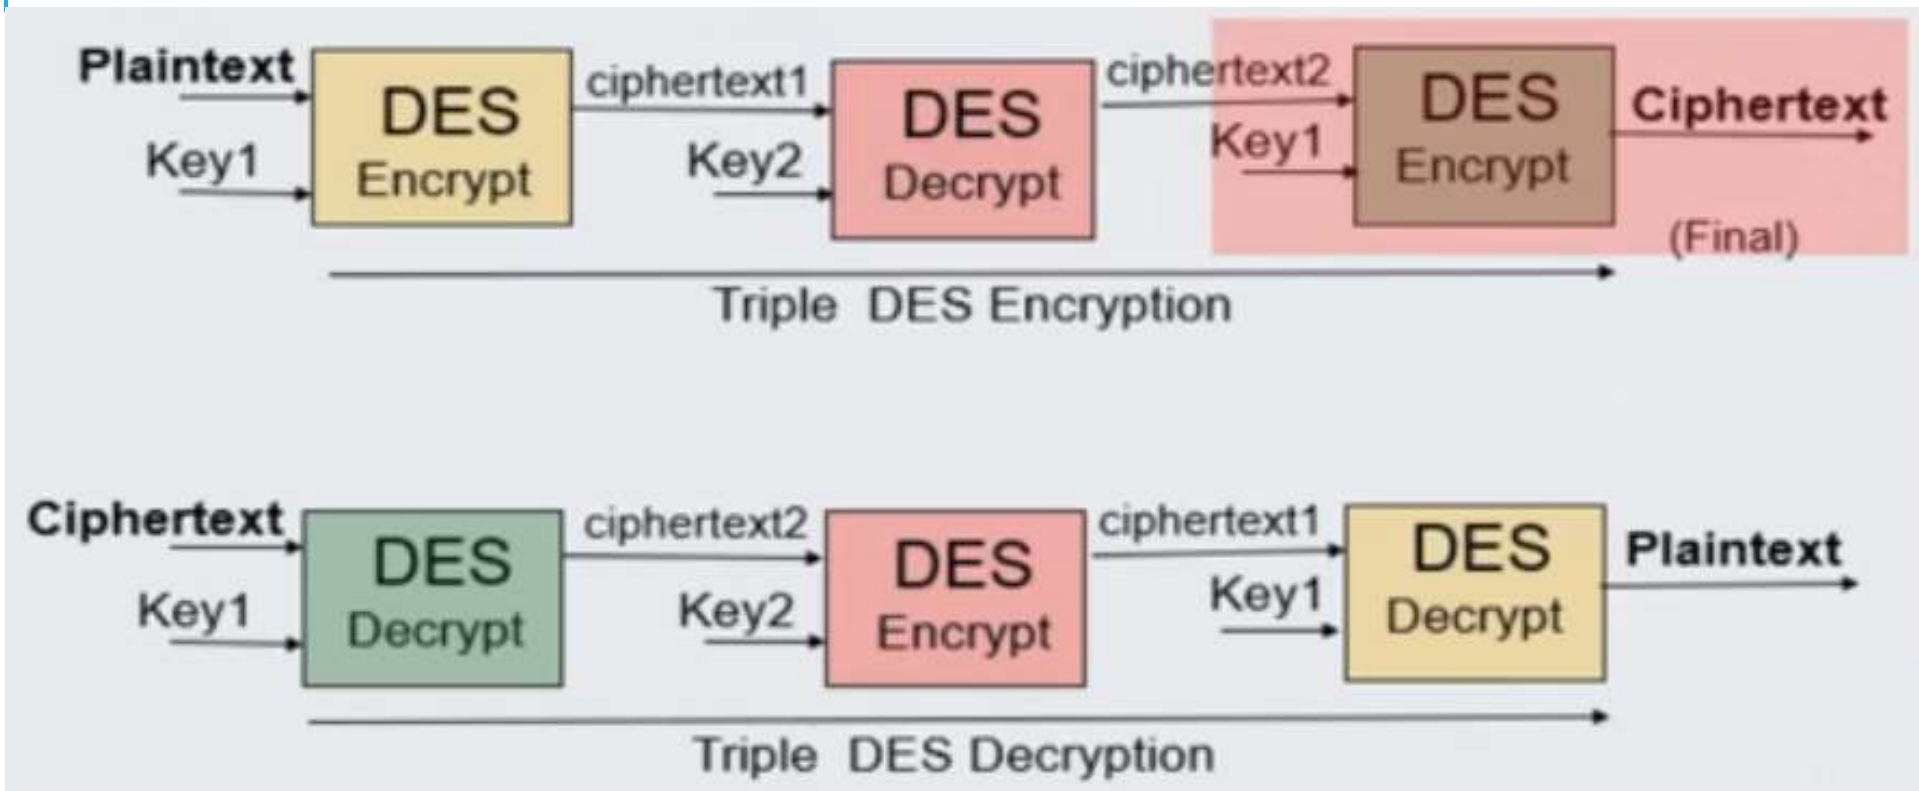 Plaintext
Key1
DES
Encrypt
ciphertext1
Key2
DES
Decrypt
ciphertext2
Key1
DES
Encrypt
Ciphertext
(Final)
Triple DES Encryption
Ciphertext
Key1
DES
Decrypt
ciphertext2
Key2
DES
Encrypt
ciphertext1
Key1
DES
Decrypt
Plaintext
Triple DES Decryption